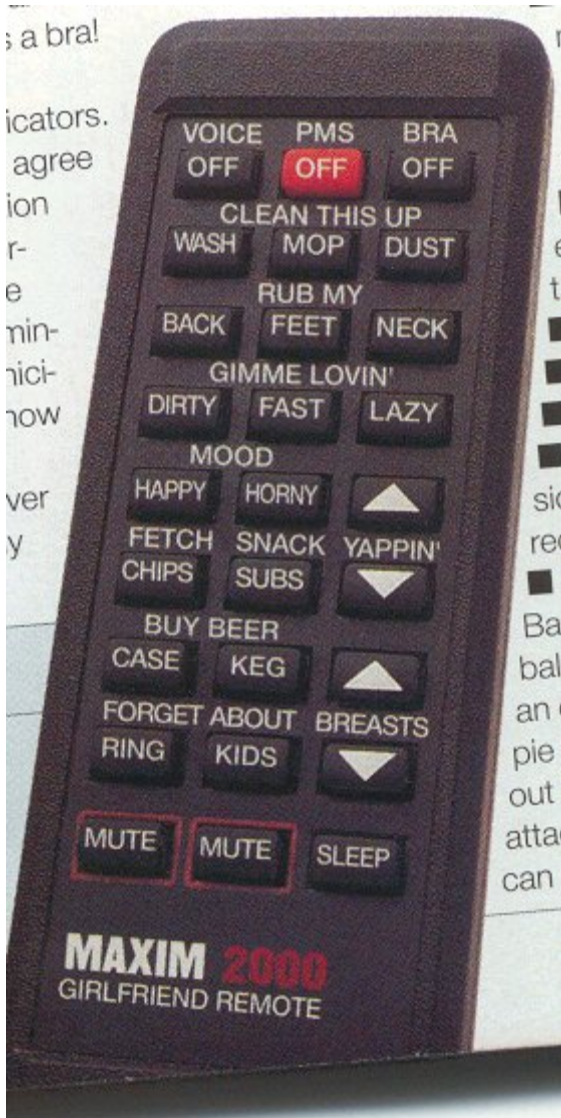 s a bra!
icators.
agree
ion
r-
e
min-
nici-
now
ver
y
VOICE PMS BRA
OFF OFF OFF
CLEAN THIS UP
WASH MOP DUST
RUB MY
BACK FEET NECK
GIMME LOVIN'
DIRTY FAST LAZY
MOOD
HAPPY HORNY
FETCH SNACK YAPPIN'
CHIPS SUBS
BUY BEER
CASE KEG
FORGET ABOUT BREASTS
RING KIDS
MUTE MUTE SLEEP
MAXIM 2000
GIRLFRIEND REMOTE
sid
rec
Ba
bal
an
pie
out
atta
can